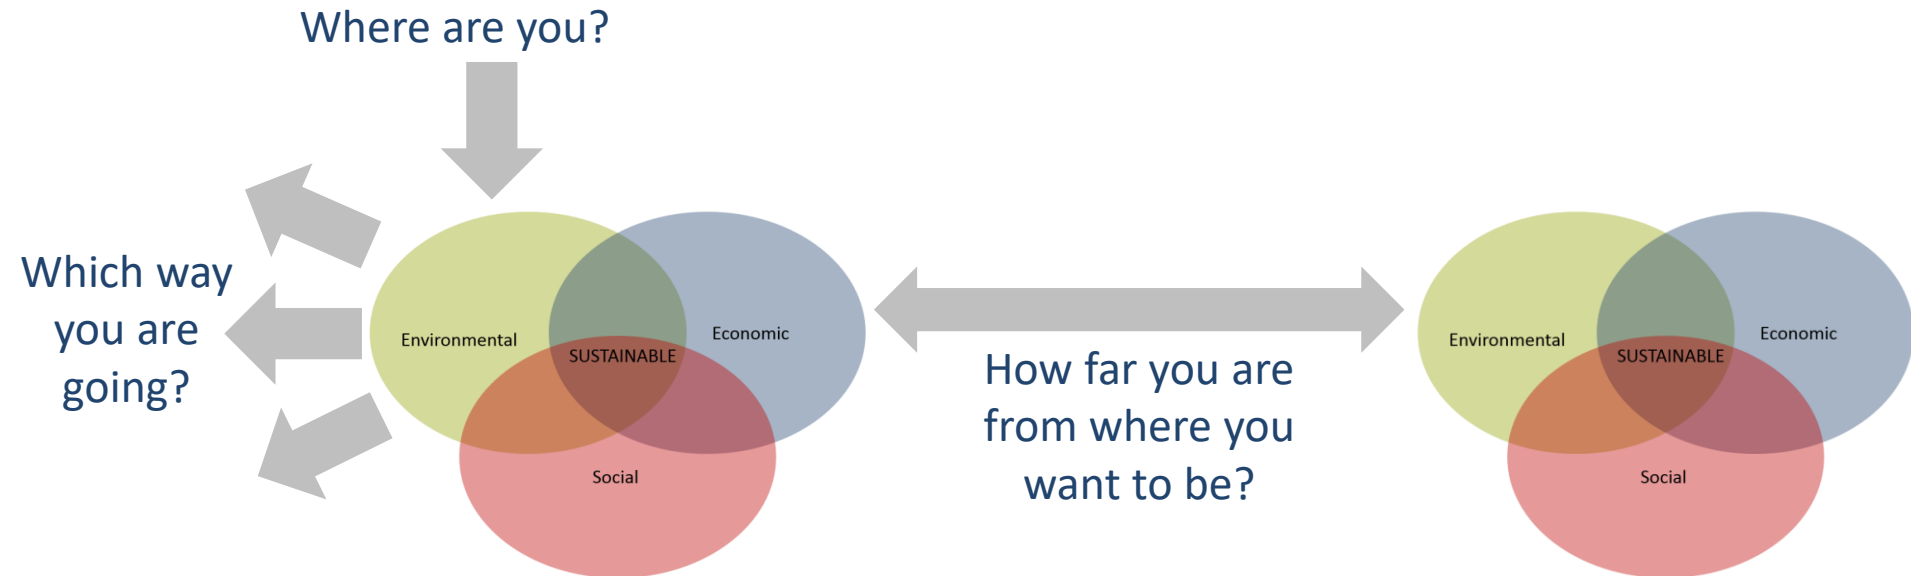 Where are you?
Which way
you are
going?
Environmental
Economic
SUSTAINABLE
Social
How far you are
from where you
want to be?
Environmental
Economic
SUSTAINABLE
Social